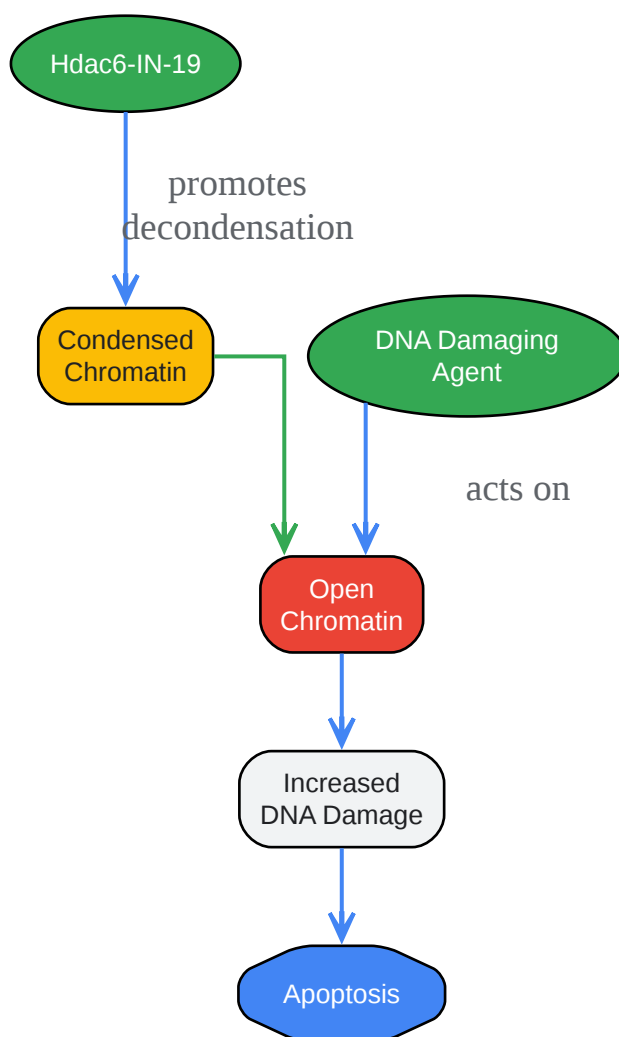 Hdac6-IN-19
promotes
decondensation
Condensed
Chromatin
DNA Damaging
Agent
acts on
Open
Chromatin
Increased
DNA Damage
Apoptosis